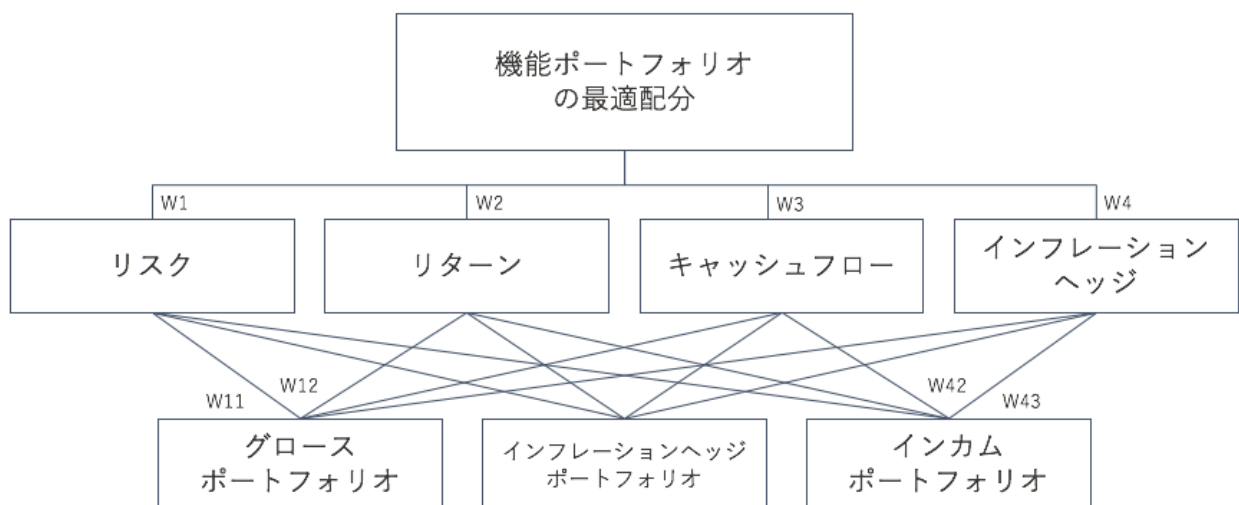 機能ポートフォリオ
の最適配分
W1
W2
W3
W4
リスク
リターン
キャッシュフロー
インフレーション
ヘッジ
W11
W12
W42
W43
グロース
ポートフォリオ
インフレーションヘッジ
ポートフォリオ
インカム
ポートフォリオ